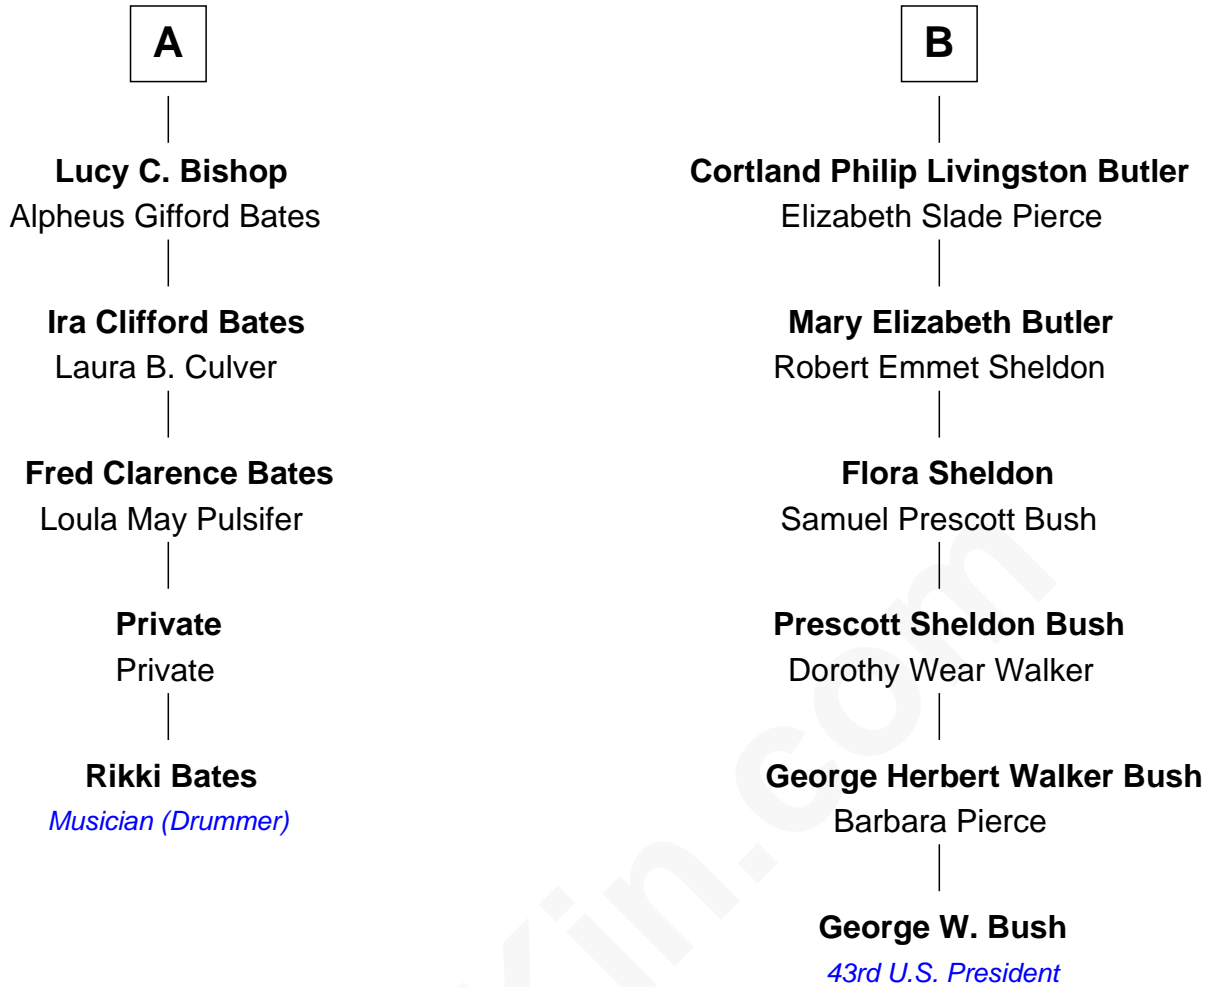 A
Lucy C. Bishop
Alpheus Gifford Bates
Ira Clifford Bates
Laura B. Culver
Fred Clarence Bates
Loula May Pulsifer
Private
Private
Rikki Bates
Musician (Drummer)
B
Cortland Philip Livingston Butler
Elizabeth Slade Pierce
Mary Elizabeth Butler
Robert Emmet Sheldon
Flora Sheldon
Samuel Prescott Bush
Prescott Sheldon Bush
Dorothy Wear Walker
George Herbert Walker Bush
Barbara Pierce
George W. Bush
43rd U.S. President
Kin.com